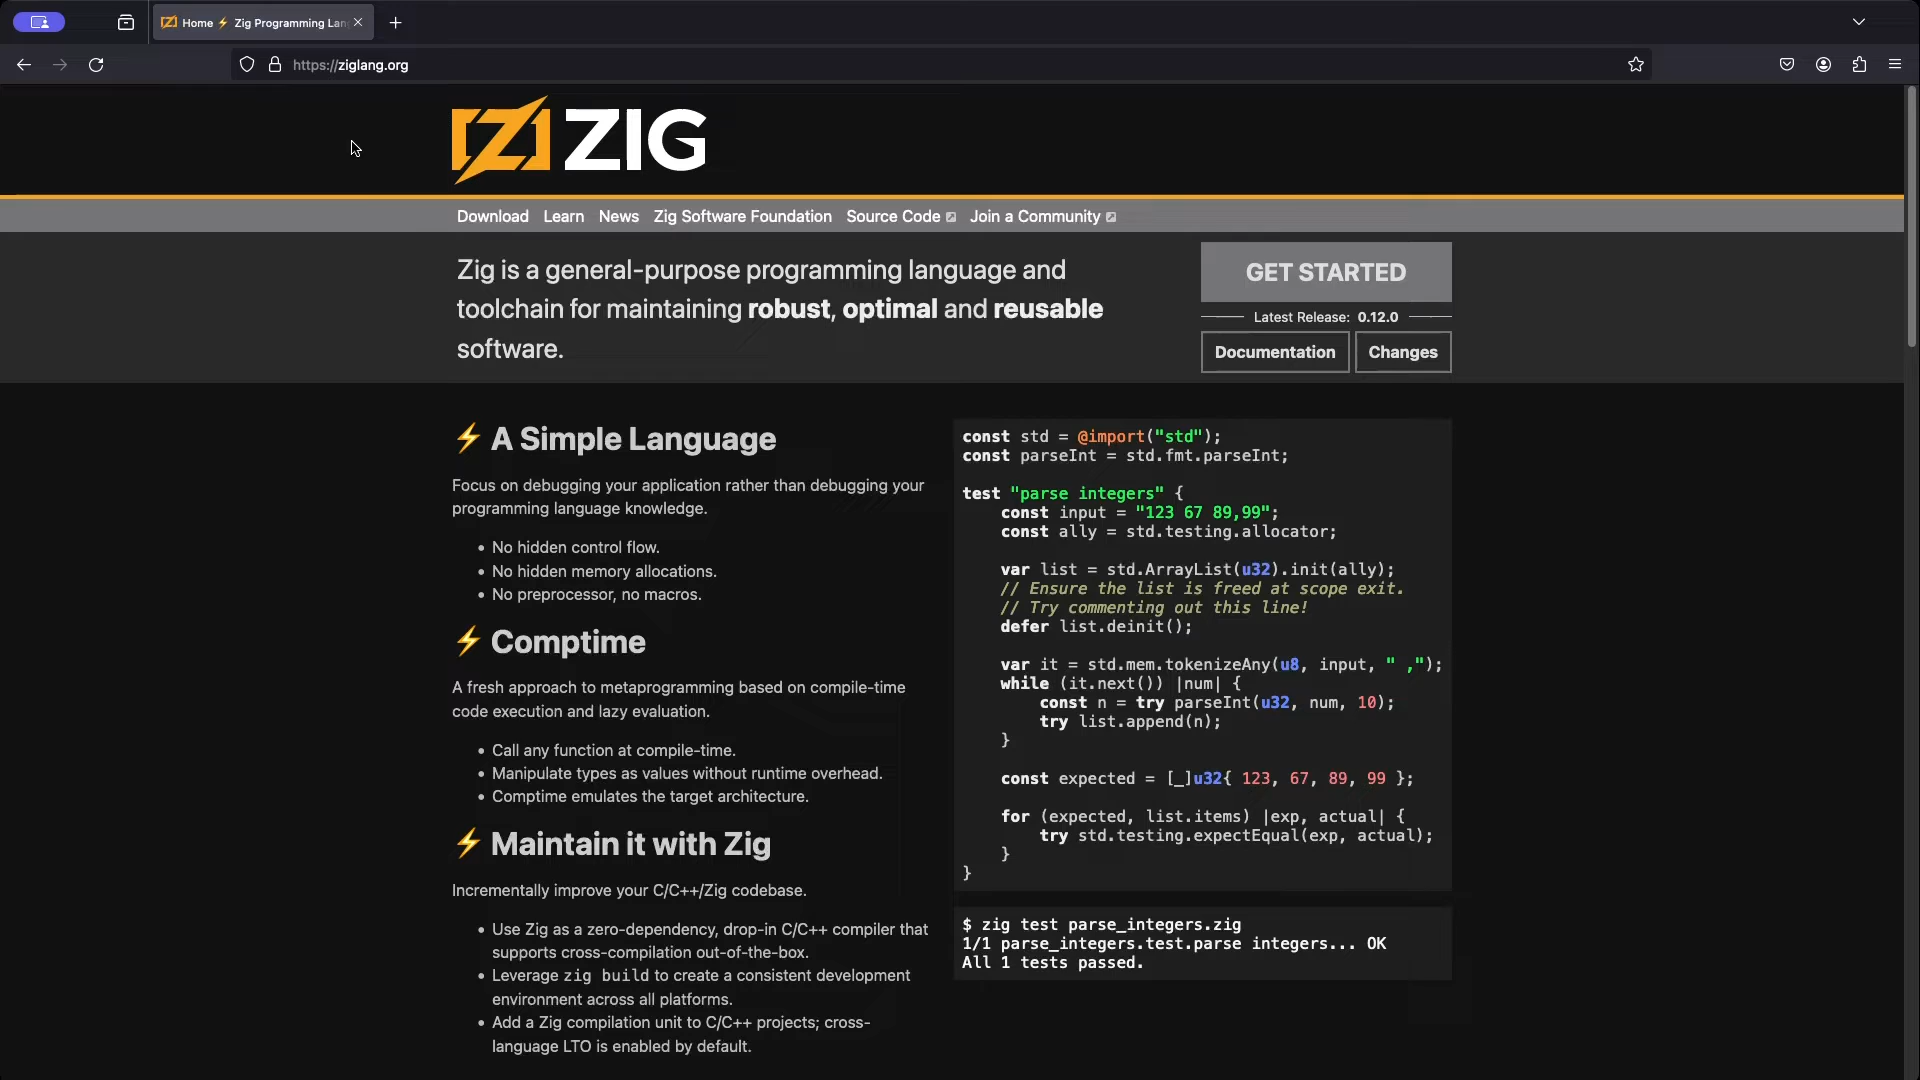 Home ⚡ Zig Programming Lan
https://ziglang.org
ZIG
Download Learn News Zig Software Foundation Source Code Join a Community
Zig is a general-purpose programming language and
toolchain for maintaining robust, optimal and reusable
software.
GET STARTED
Latest Release: 0.12.0
Documentation Changes
⚡ A Simple Language
Focus on debugging your application rather than debugging your
programming language knowledge.
• No hidden control flow.
• No hidden memory allocations.
• No preprocessor, no macros.
⚡ Comptime
A fresh approach to metaprogramming based on compile-time
code execution and lazy evaluation.
• Call any function at compile-time.
• Manipulate types as values without runtime overhead.
• Comptime emulates the target architecture.
⚡ Maintain it with Zig
Incrementally improve your C/C++/Zig codebase.
• Use Zig as a zero-dependency, drop-in C/C++ compiler that
supports cross-compilation out-of-the-box.
• Leverage zig build to create a consistent development
environment across all platforms.
• Add a Zig compilation unit to C/C++ projects; cross-
language LTO is enabled by default.
const std = @import("std");
const parseInt = std.fmt.parseInt;
test "parse integers" {
    const input = "123 67 89,99";
    const ally = std.testing.allocator;
    var list = std.ArrayList(u32).init(ally);
    // Ensure the list is freed at scope exit.
    // Try commenting out this line!
    defer list.deinit();
    var it = std.mem.tokenizeAny(u8, input, " ,");
    while (it.next()) |num| {
        const n = try parseInt(u32, num, 10);
        try list.append(n);
    }
    const expected = [_]u32{ 123, 67, 89, 99 };
    for (expected, list.items) |exp, actual| {
        try std.testing.expectEqual(exp, actual);
    }
}
$ zig test parse_integers.zig
1/1 parse_integers.test.parse integers... OK
All 1 tests passed.